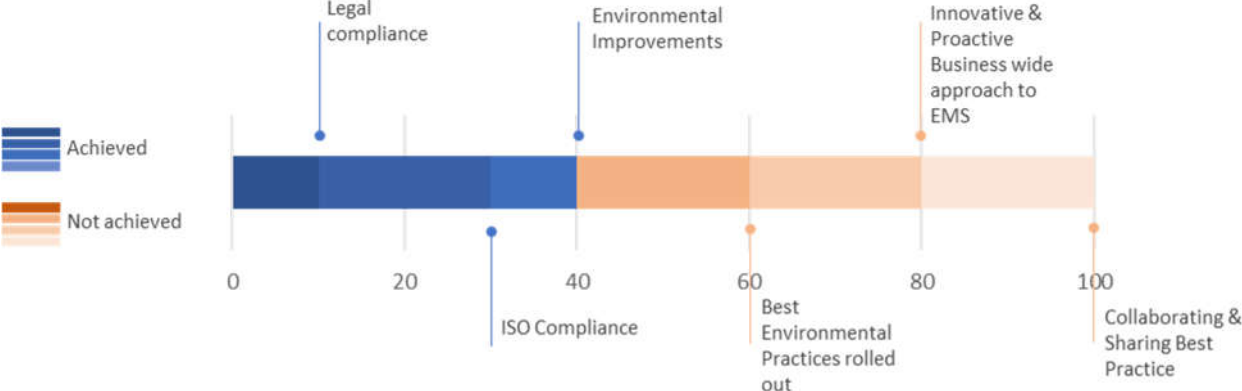 Legal
compliance
Environmental
Improvements
Innovative &
Proactive
Business wide
approach to
EMS
Achieved
Not achieved
0
20
40
60
80
100
ISO Compliance
Best
Environmental
Practices rolled
out
Collaborating &
Sharing Best
Practice